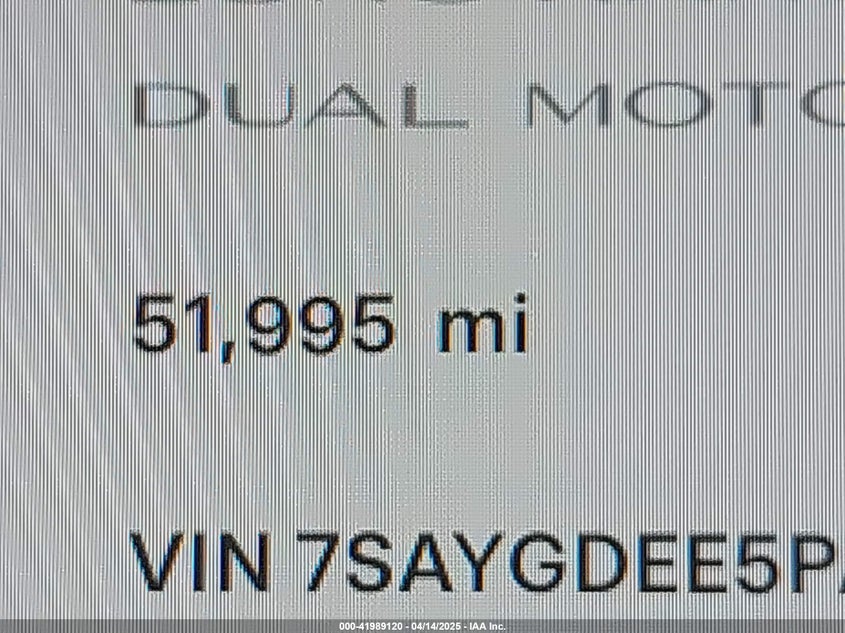 DUAL MOTO
51,995 mi
VIN 7SAYGDEE5P
000-41989120 - 04/14/2025 - IAA Inc.